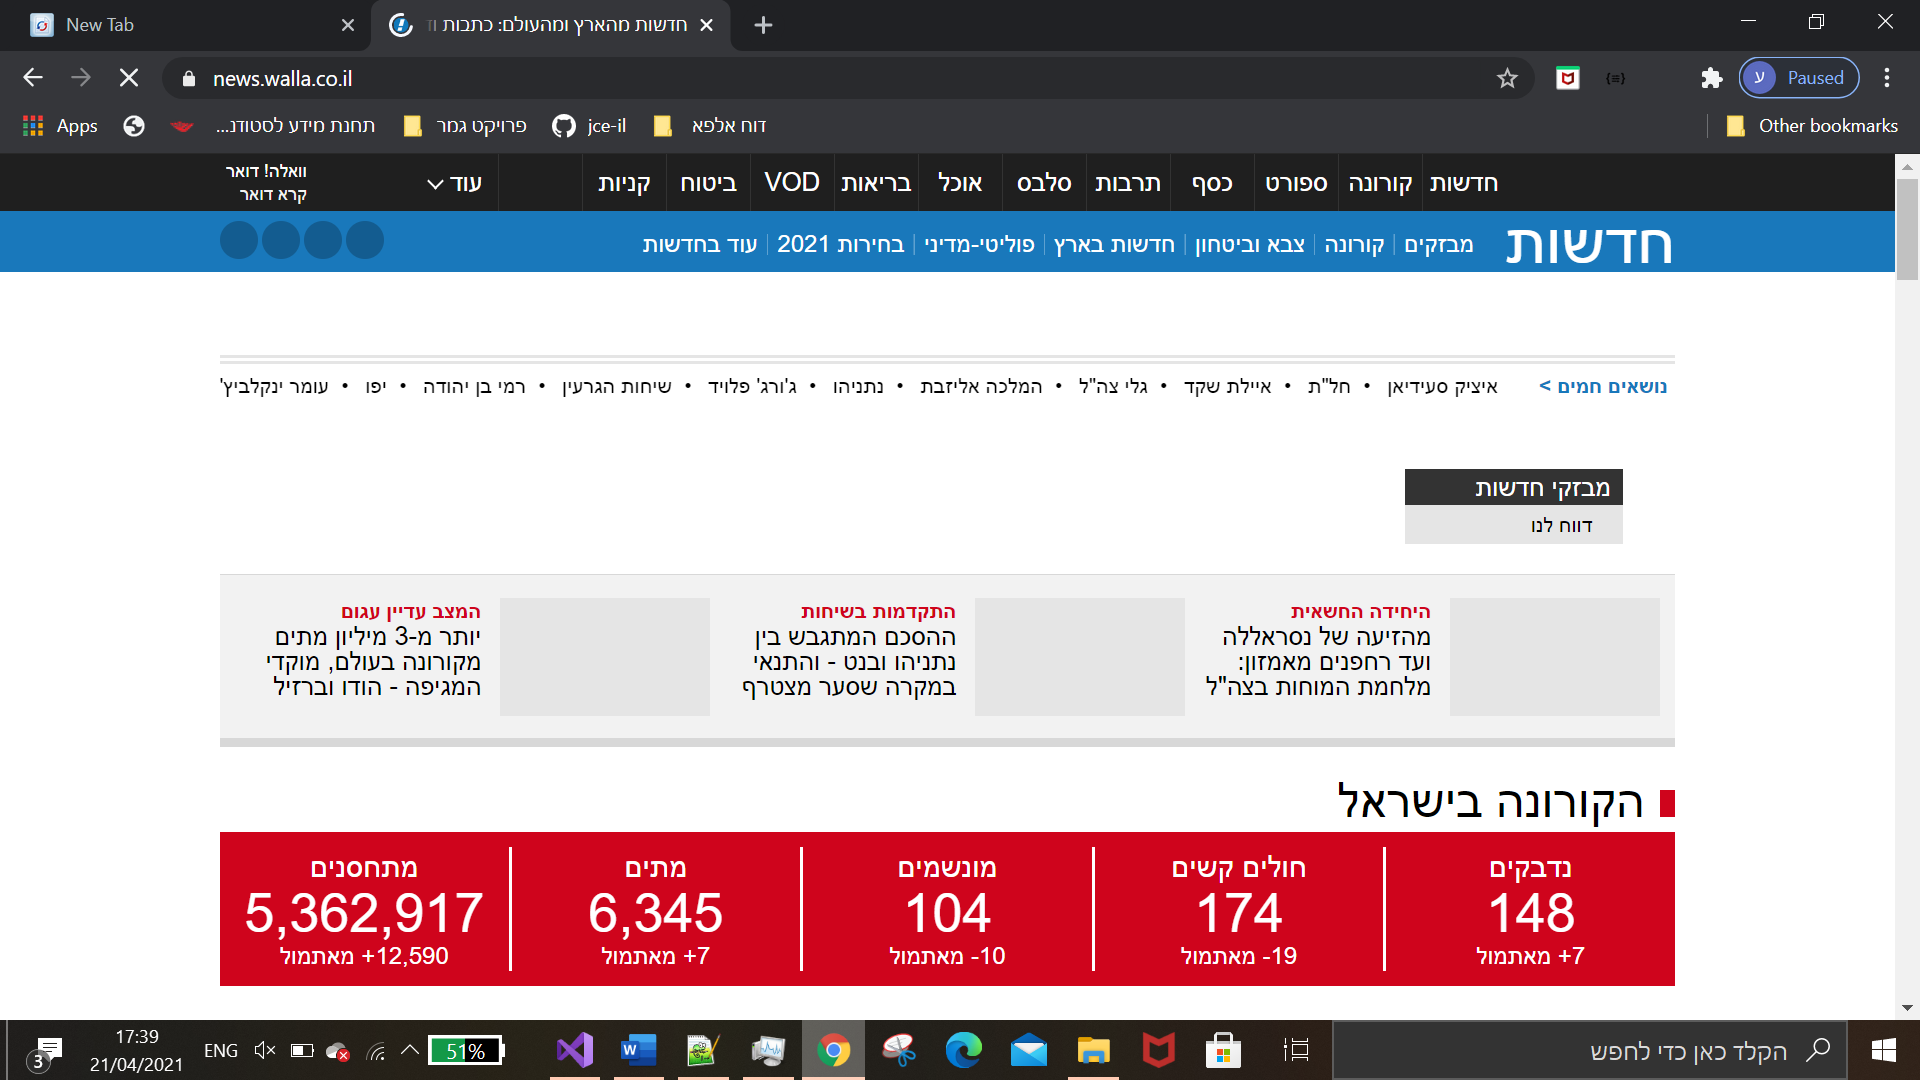 New Tab
חדשות מהארץ ומהעולם: כתבות
news.walla.co.il
ע Paused
Apps
תחנת מידע לסטודנ...
פרויקט גמר
jce-il
דוח אלפא
Other bookmarks
חדשות קורונה ספורט כסף תרבות סלבס אוכל בריאות VOD ביטוח קניות עוד
וואלה! דואר
קרא דואר
חדשות
מבזקים | קורונה | צבא וביטחון | חדשות בארץ | פוליטי-מדיני | בחירות 2021 | עוד בחדשות
נושאים חמים >
איציק סעידיאן • חל"ת • איילת שקד • גלי צה"ל • המלכה אליזבת • נתניהו • ג'ורג' פלויד • שיחות הגרעין • רמי בן יהודה • יפו • עומר ינקלביץ'
מבזקי חדשות
דווח לנו
היחידה החשאית
מהזיעה של נסראללה
ועד רחפנים מאמזון:
מלחמת המוחות בצה"ל
התקדמות בשיחות
ההסכם המתגבש בין
נתניהו ובנט - והתנאי
במקרה שסער מצטרף
המצב עדיין עגום
יותר מ-3 מיליון מתים
מקורונה בעולם, מוקדי
המגיפה - הודו וברזיל
הקורונה בישראל
נדבקים
148
+7 מאתמול
חולים קשים
174
-19 מאתמול
מונשמים
104
-10 מאתמול
מתים
6,345
+7 מאתמול
מתחסנים
5,362,917
+12,590 מאתמול
הקלד כאן כדי לחפש
51%
ENG
17:39
21/04/2021
3